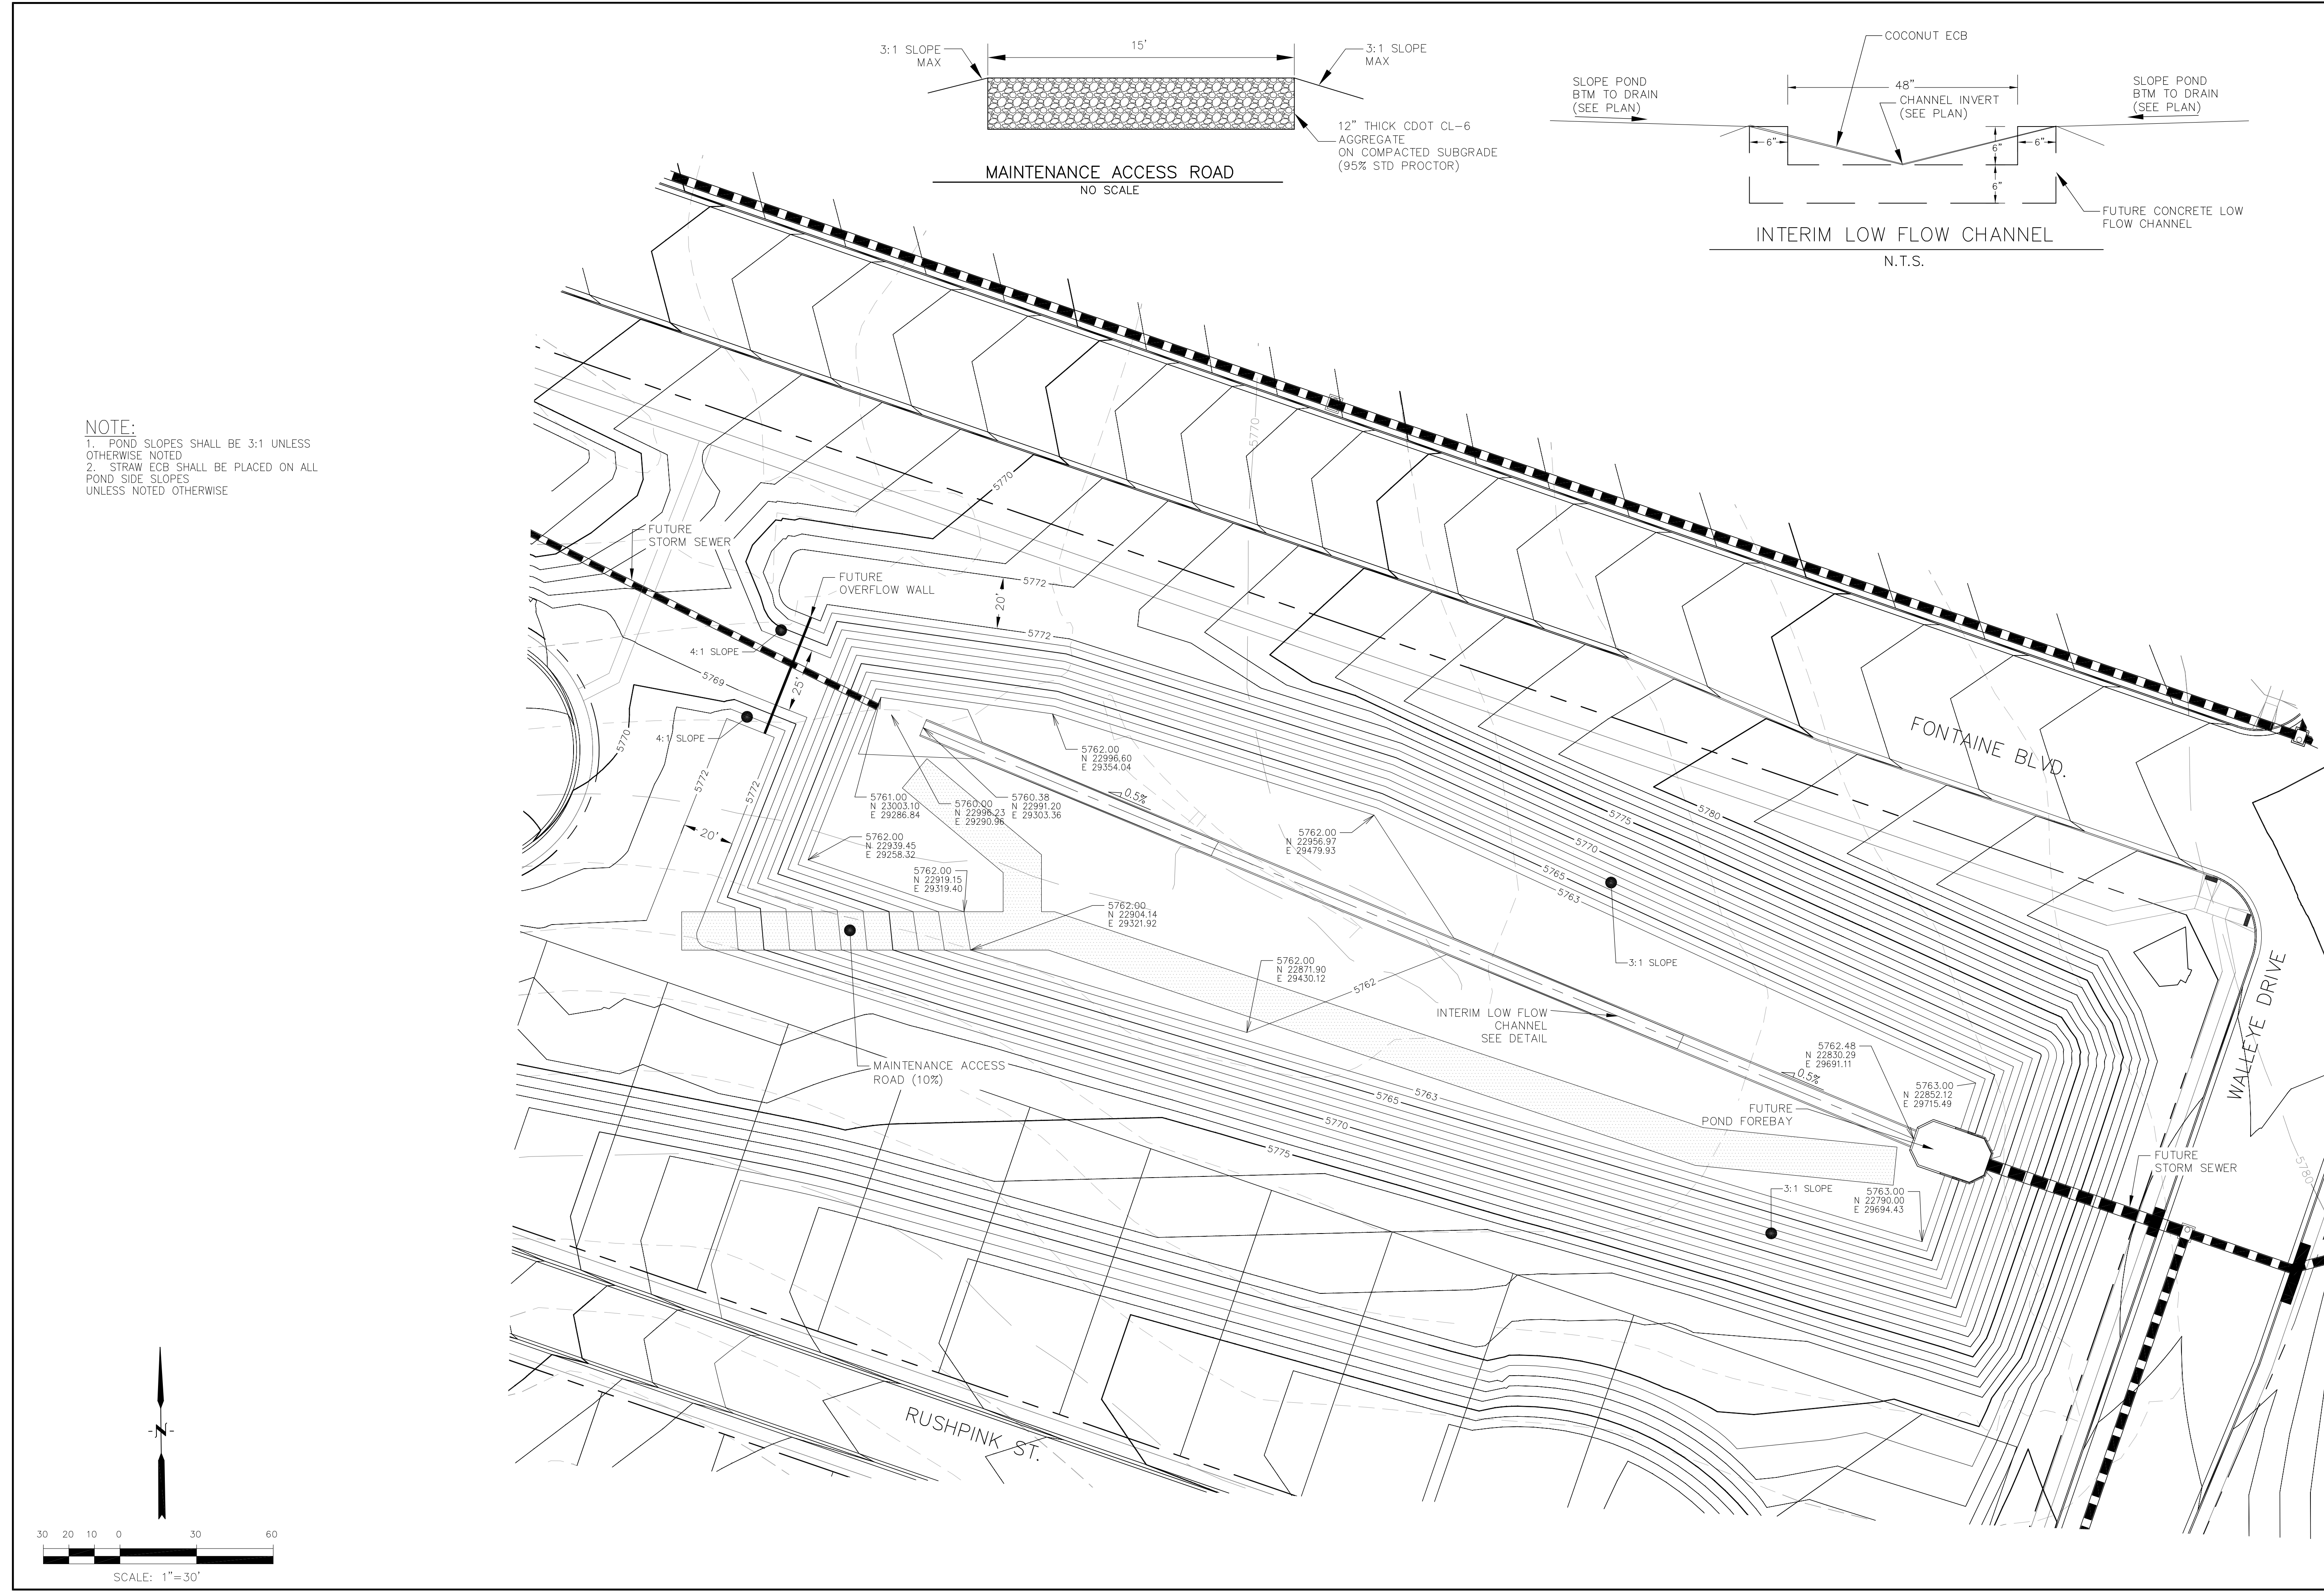 15'
3:1 SLOPE
MAX
3:1 SLOPE
MAX
12" THICK CDOT CL-6
AGGREGATE
ON COMPACTED SUBGRADE
(95% STD PROCTOR)
MAINTENANCE ACCESS ROAD
NO SCALE
COCONUT ECB
SLOPE POND
BTM TO DRAIN
(SEE PLAN)
48"
CHANNEL INVERT
(SEE PLAN)
SLOPE POND
BTM TO DRAIN
(SEE PLAN)
6"
6"
6"
6"
FUTURE CONCRETE LOW
FLOW CHANNEL
INTERIM LOW FLOW CHANNEL
N.T.S.
NOTE:
1. POND SLOPES SHALL BE 3:1 UNLESS
OTHERWISE NOTED
2. STRAW ECB SHALL BE PLACED ON ALL
POND SIDE SLOPES
UNLESS NOTED OTHERWISE
5770
5770
FUTURE
STORM SEWER
FUTURE
OVERFLOW WALL
5772
20'
5772
4:1 SLOPE
5769
25'
4:1 SLOPE
5770
5772
5772
20'
5762.00
N 22996.60
E 29354.04
5761.00
N 23003.10
E 29286.84
5760.00
N 22996.23
E 29290.96
5760.38
N 22991.20
E 29303.36
0.5%
5762.00
N 22939.45
E 29258.32
5762.00
N 22919.15
E 29319.40
5762.00
N 22956.97
E 29479.93
5762.00
N 22904.14
E 29321.92
5762.00
N 22871.90
E 29430.12
5762
FONTAINE BLVD.
5780
5775
5770
5765
5763
3:1 SLOPE
INTERIM LOW FLOW
CHANNEL
SEE DETAIL
WALLEYE DRIVE
MAINTENANCE ACCESS
ROAD (10%)
5762.48
N 22830.29
E 29691.11
0.5%
5763.00
N 22852.12
E 29715.49
FUTURE
POND FOREBAY
5763
5765
5770
5775
FUTURE
STORM SEWER
5780
3:1 SLOPE
5763.00
N 22790.00
E 29694.43
RUSHPINK ST.
N
30 20 10 0 30 60
SCALE: 1"=30'